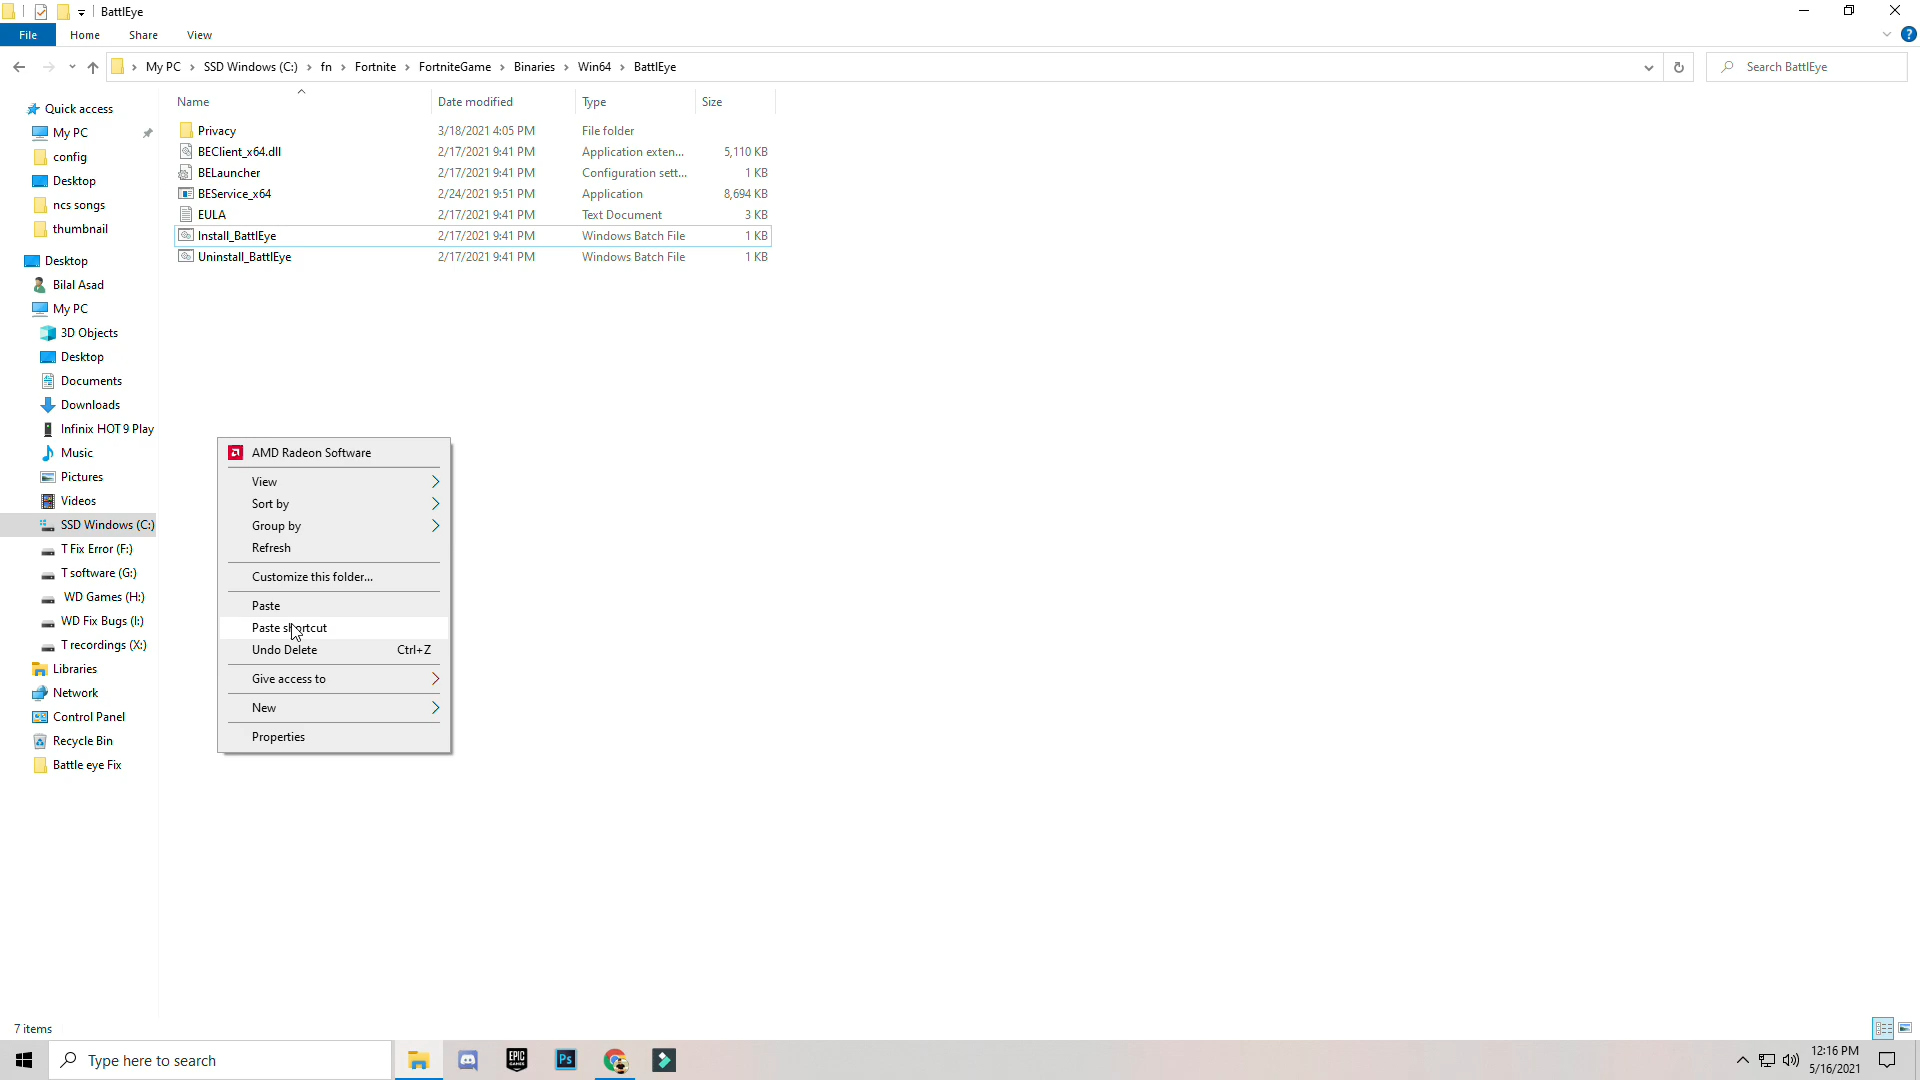 BattlEye
File Home Share View
My PC SSD Windows (C:) fn Fortnite FortniteGame Binaries Win64 BattlEye
Search BattlEye
Name Date modified Type Size
Privacy 3/18/2021 4:05 PM File folder
BEClient_x64.dll 2/17/2021 9:41 PM Application exten... 5,110 KB
BELauncher 2/17/2021 9:41 PM Configuration sett... 1 KB
BEService_x64 2/24/2021 9:51 PM Application 8,694 KB
EULA 2/17/2021 9:41 PM Text Document 3 KB
Install_BattlEye 2/17/2021 9:41 PM Windows Batch File 1 KB
Uninstall_BattlEye 2/17/2021 9:41 PM Windows Batch File 1 KB
Quick access
My PC
config
Desktop
ncs songs
thumbnail
Desktop
Bilal Asad
My PC
3D Objects
Desktop
Documents
Downloads
Infinix HOT 9 Play
Music
Pictures
Videos
SSD Windows (C:)
T Fix Error (F:)
T software (G:)
WD Games (H:)
WD Fix Bugs (I:)
T recordings (X:)
Libraries
Network
Control Panel
Recycle Bin
Battle eye Fix
AMD Radeon Software
View
Sort by
Group by
Refresh
Customize this folder...
Paste
Paste shortcut
Undo Delete Ctrl+Z
Give access to
New
Properties
7 items
Type here to search
EPIC GAMES
Ps
12:16 PM
5/16/2021